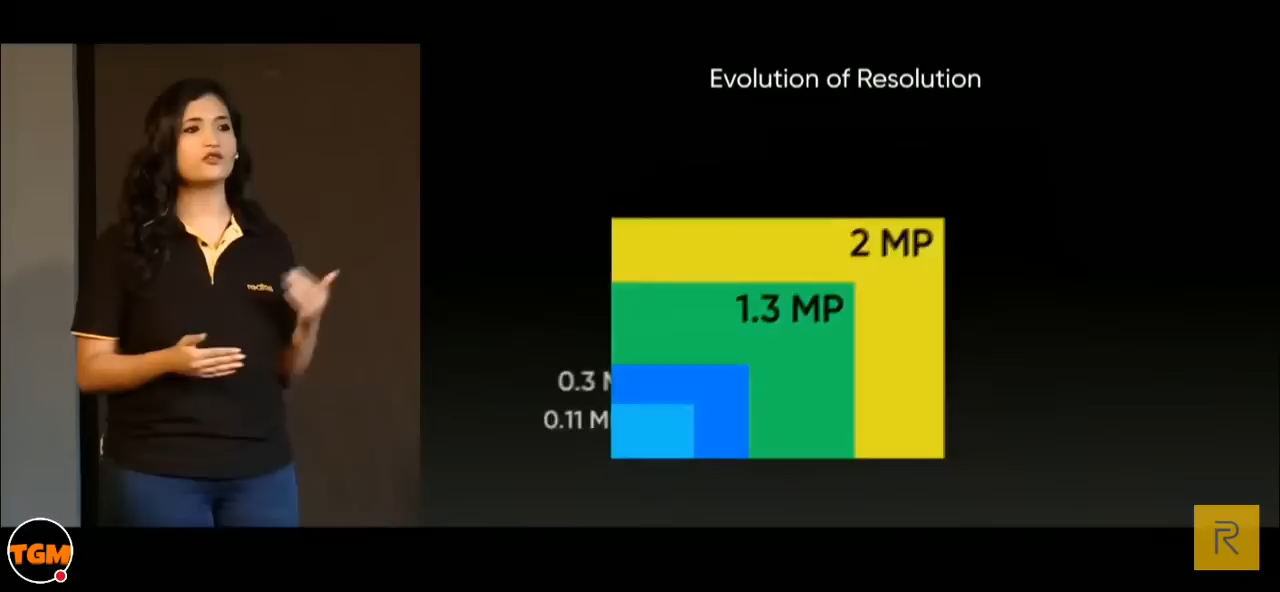 Evolution of Resolution
2 MP
1.3 MP
0.3 M
0.11 M
realme
TGM
R